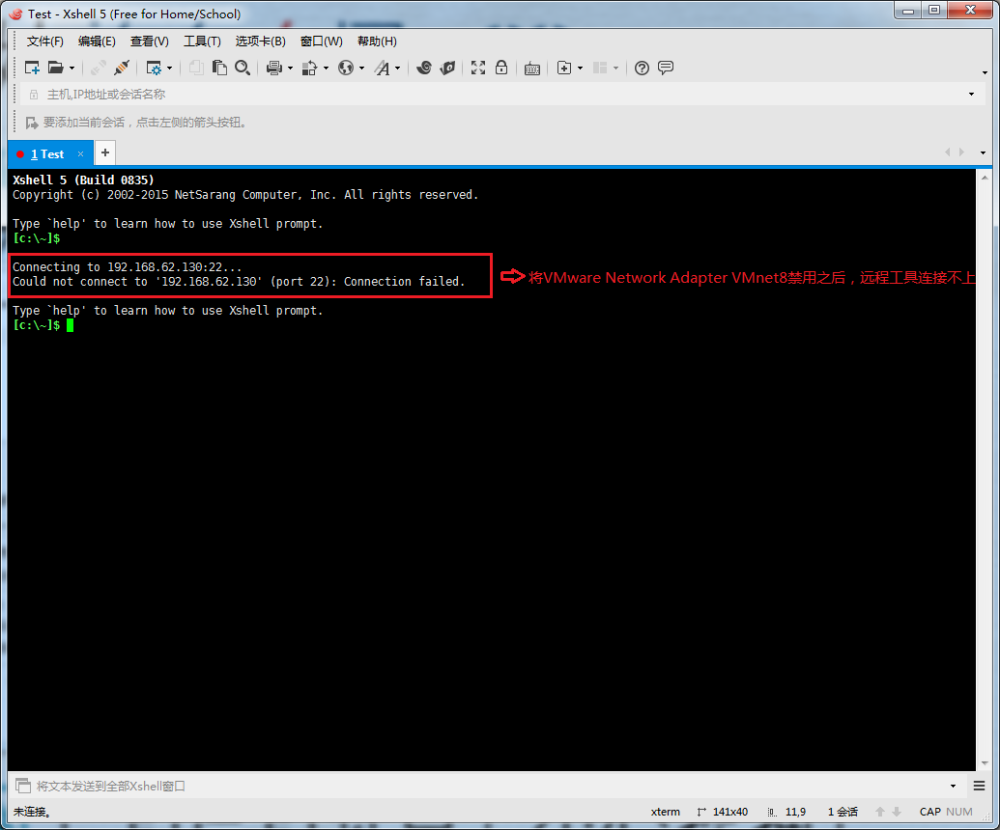 Test - Xshell 5 (Free for Home/School)
文件(F) 编辑(E) 查看(V) 工具(T) 选项卡(B) 窗口(W) 帮助(H)
主机,IP地址或会话名称
要添加当前会话，点击左侧的箭头按钮。
1 Test × +
Xshell 5 (Build 0835)
Copyright (c) 2002-2015 NetSarang Computer, Inc. All rights reserved.
Type `help' to learn how to use Xshell prompt.
[c:\~]$
Connecting to 192.168.62.130:22...
Could not connect to '192.168.62.130' (port 22): Connection failed.
将VMware Network Adapter VMnet8禁用之后，远程工具连接不上
Type `help' to learn how to use Xshell prompt.
[c:\~]$
将文本发送到全部Xshell窗口
未连接。 xterm 141x40 11,9 1 会话 CAP NUM